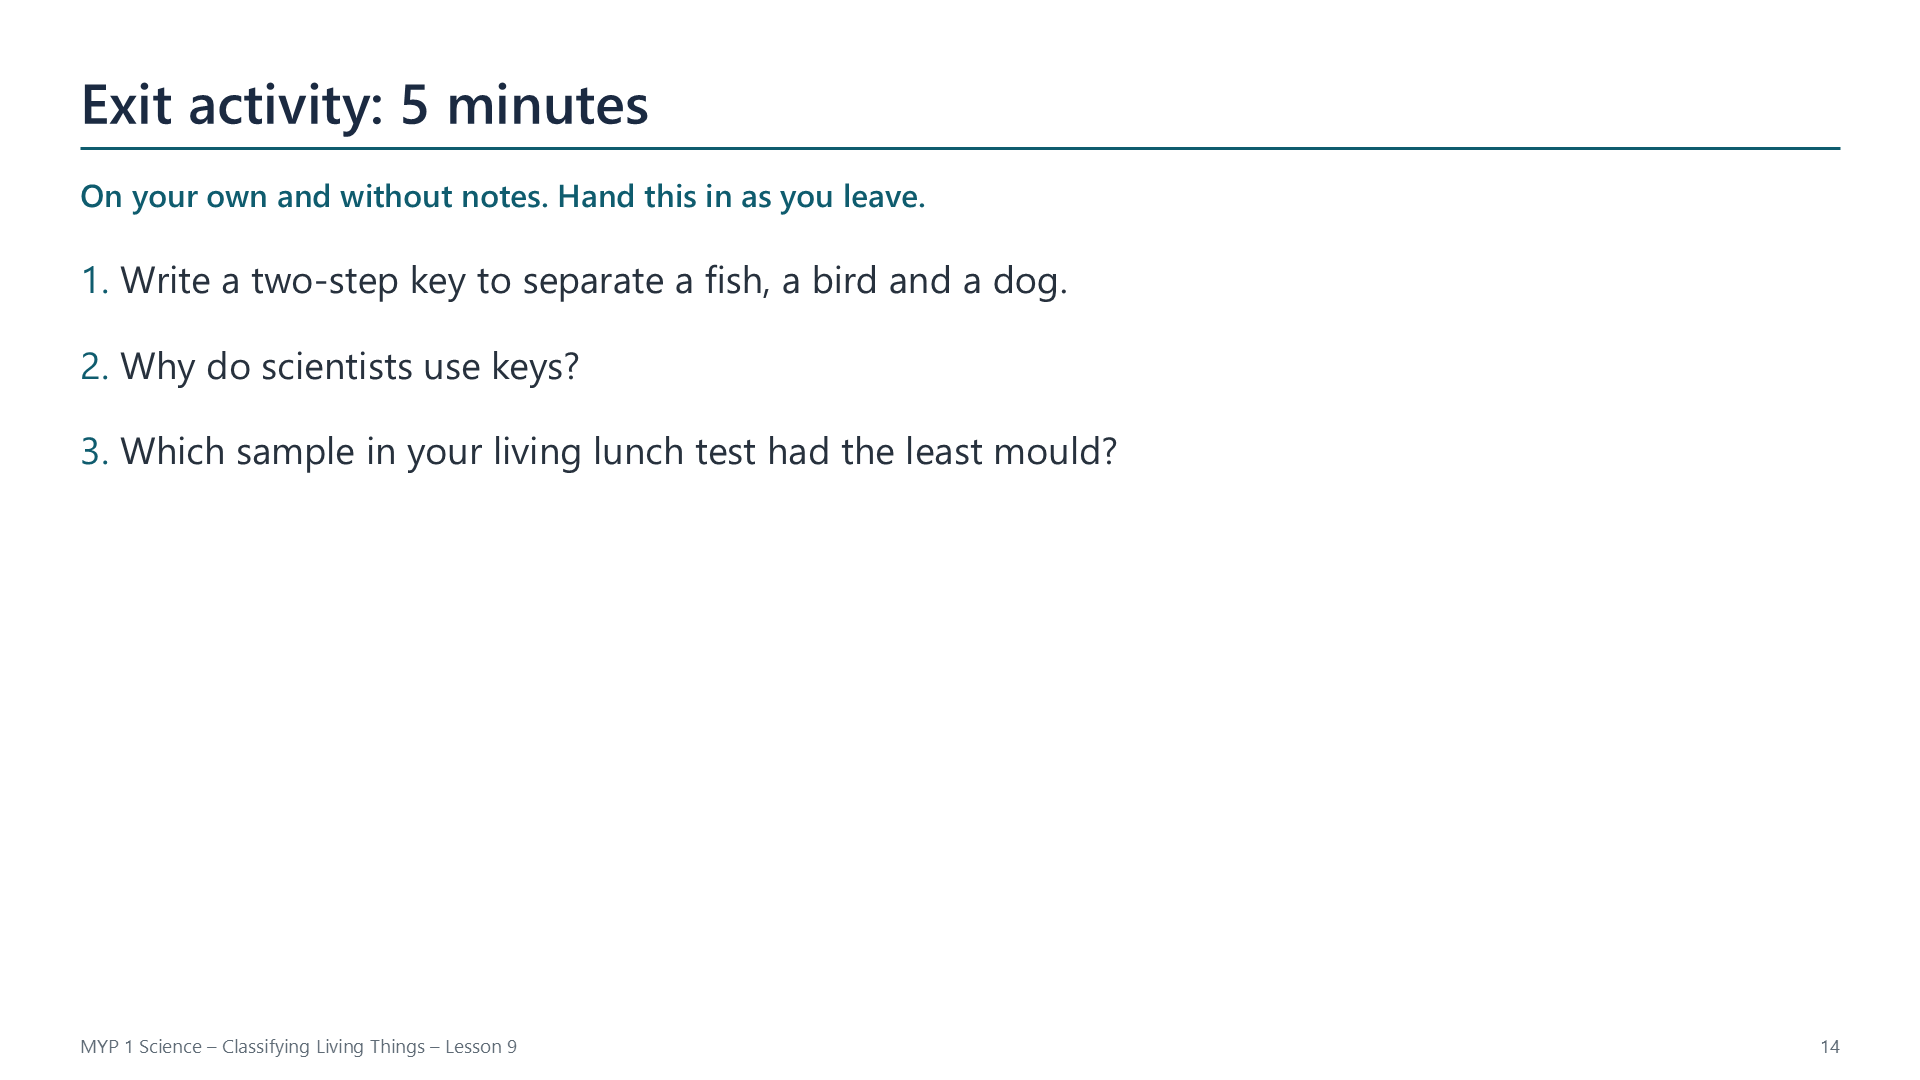 Exit activity: 5 minutes
On your own and without notes. Hand this in as you leave.
1. Write a two-step key to separate a fish, a bird and a dog.
2. Why do scientists use keys?
3. Which sample in your living lunch test had the least mould?
MYP 1 Science – Classifying Living Things – Lesson 9
14